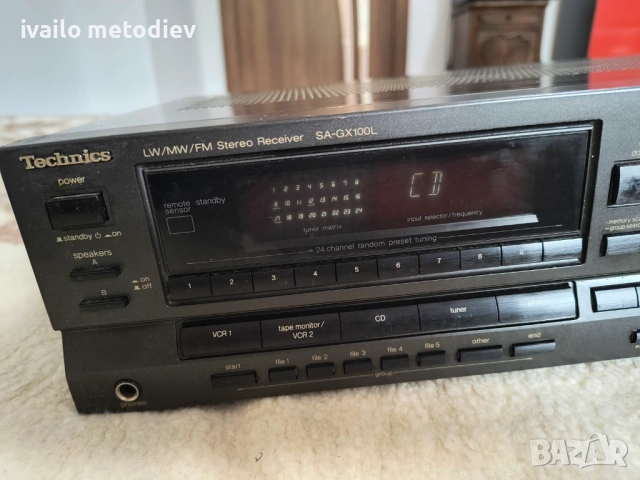 ivailo metodiev
Technics
LW/MW/FM Stereo Receiver SA-GX100L
power
standby on
speakers
A
on
off
B
remote sensor
standby
1 2 3 4 5 6 7 8
9 10 11 12 13 14 15 16
17 18 19 20 21 22 23 24
tuner matrix
CD
input selector/frequency
24 channel random preset tuning
1 2 3 4 5 6 7 8 9
VCR 1
tape monitor/
VCR 2
CD
tuner
start
file 1
file 2
file 3
file 4
file 5
other
end
group
phones
BAZAR